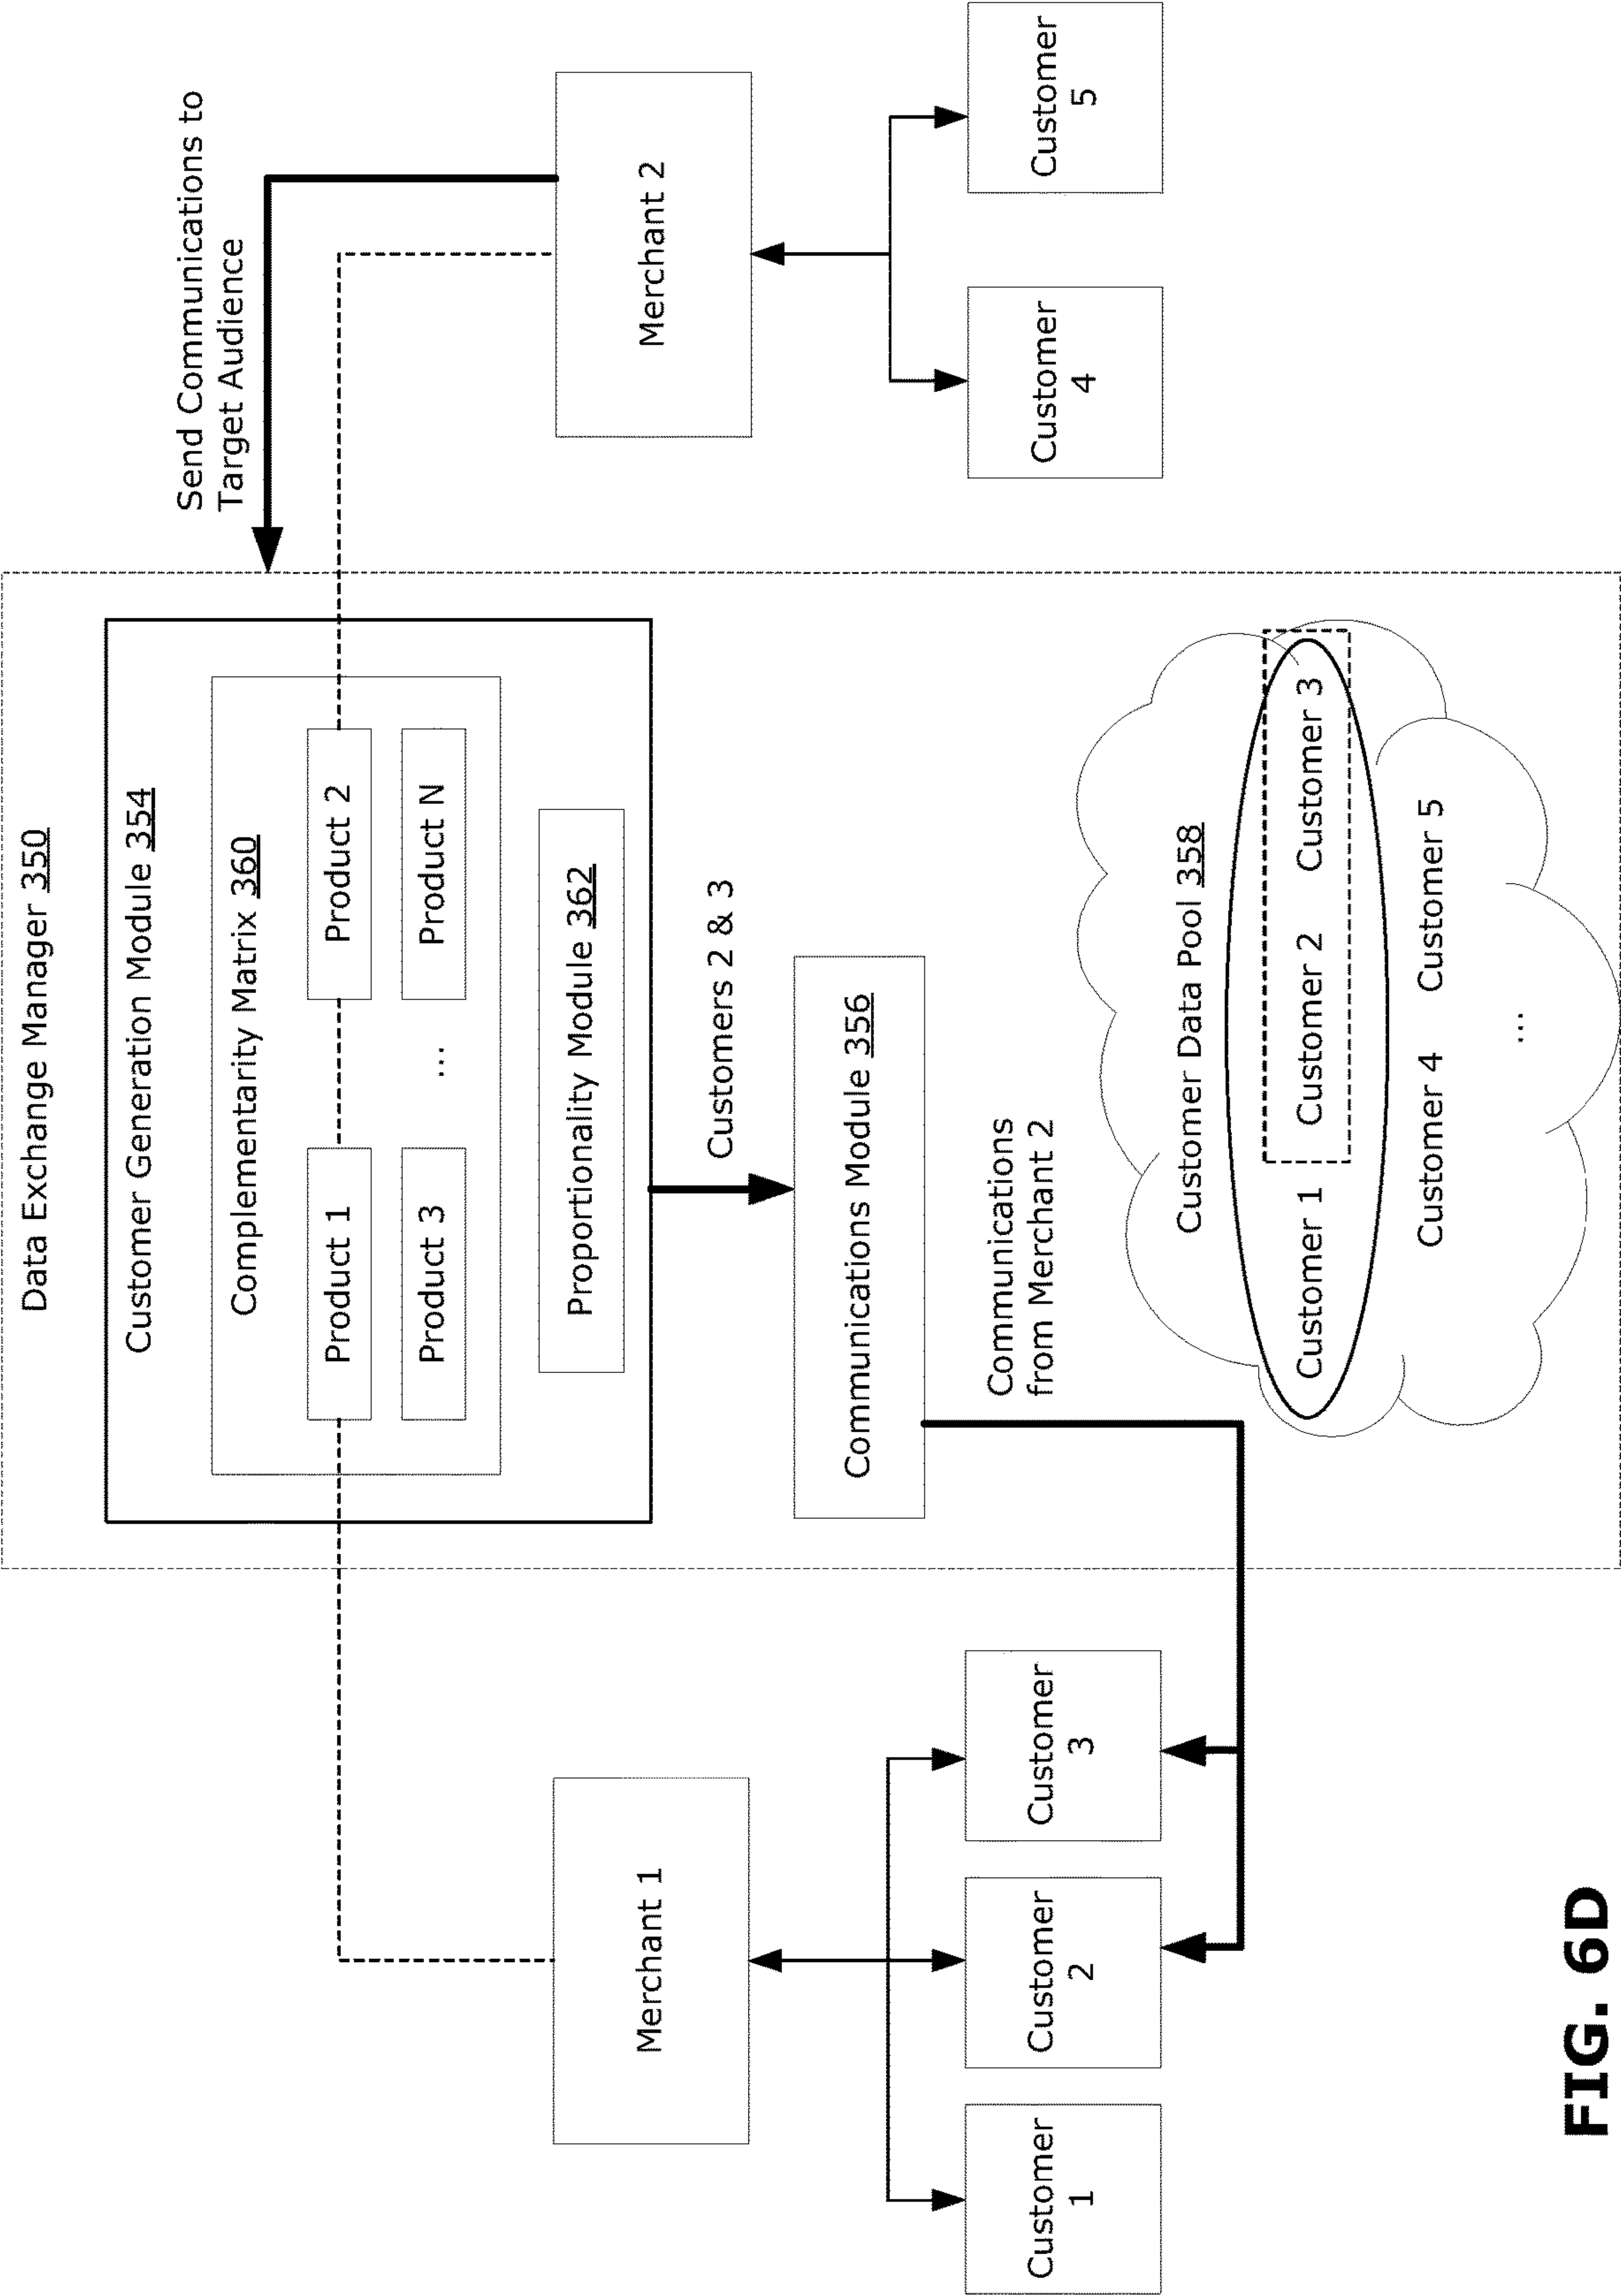 Data Exchange Manager 350
Send Communications to
Target Audience
Customer Generation Module 354
Complementarity Matrix 360
Product 1
Product 2
Product 3
...
Product N
Proportionality Module 362
Merchant 1
Merchant 2
Customers 2 & 3
Communications Module 356
Customer
1
Customer
2
Customer
3
Customer
4
Customer
5
Communications
from Merchant 2
Customer Data Pool 358
Customer 1
Customer 2
Customer 3
Customer 4
Customer 5
...
FIG. 6D